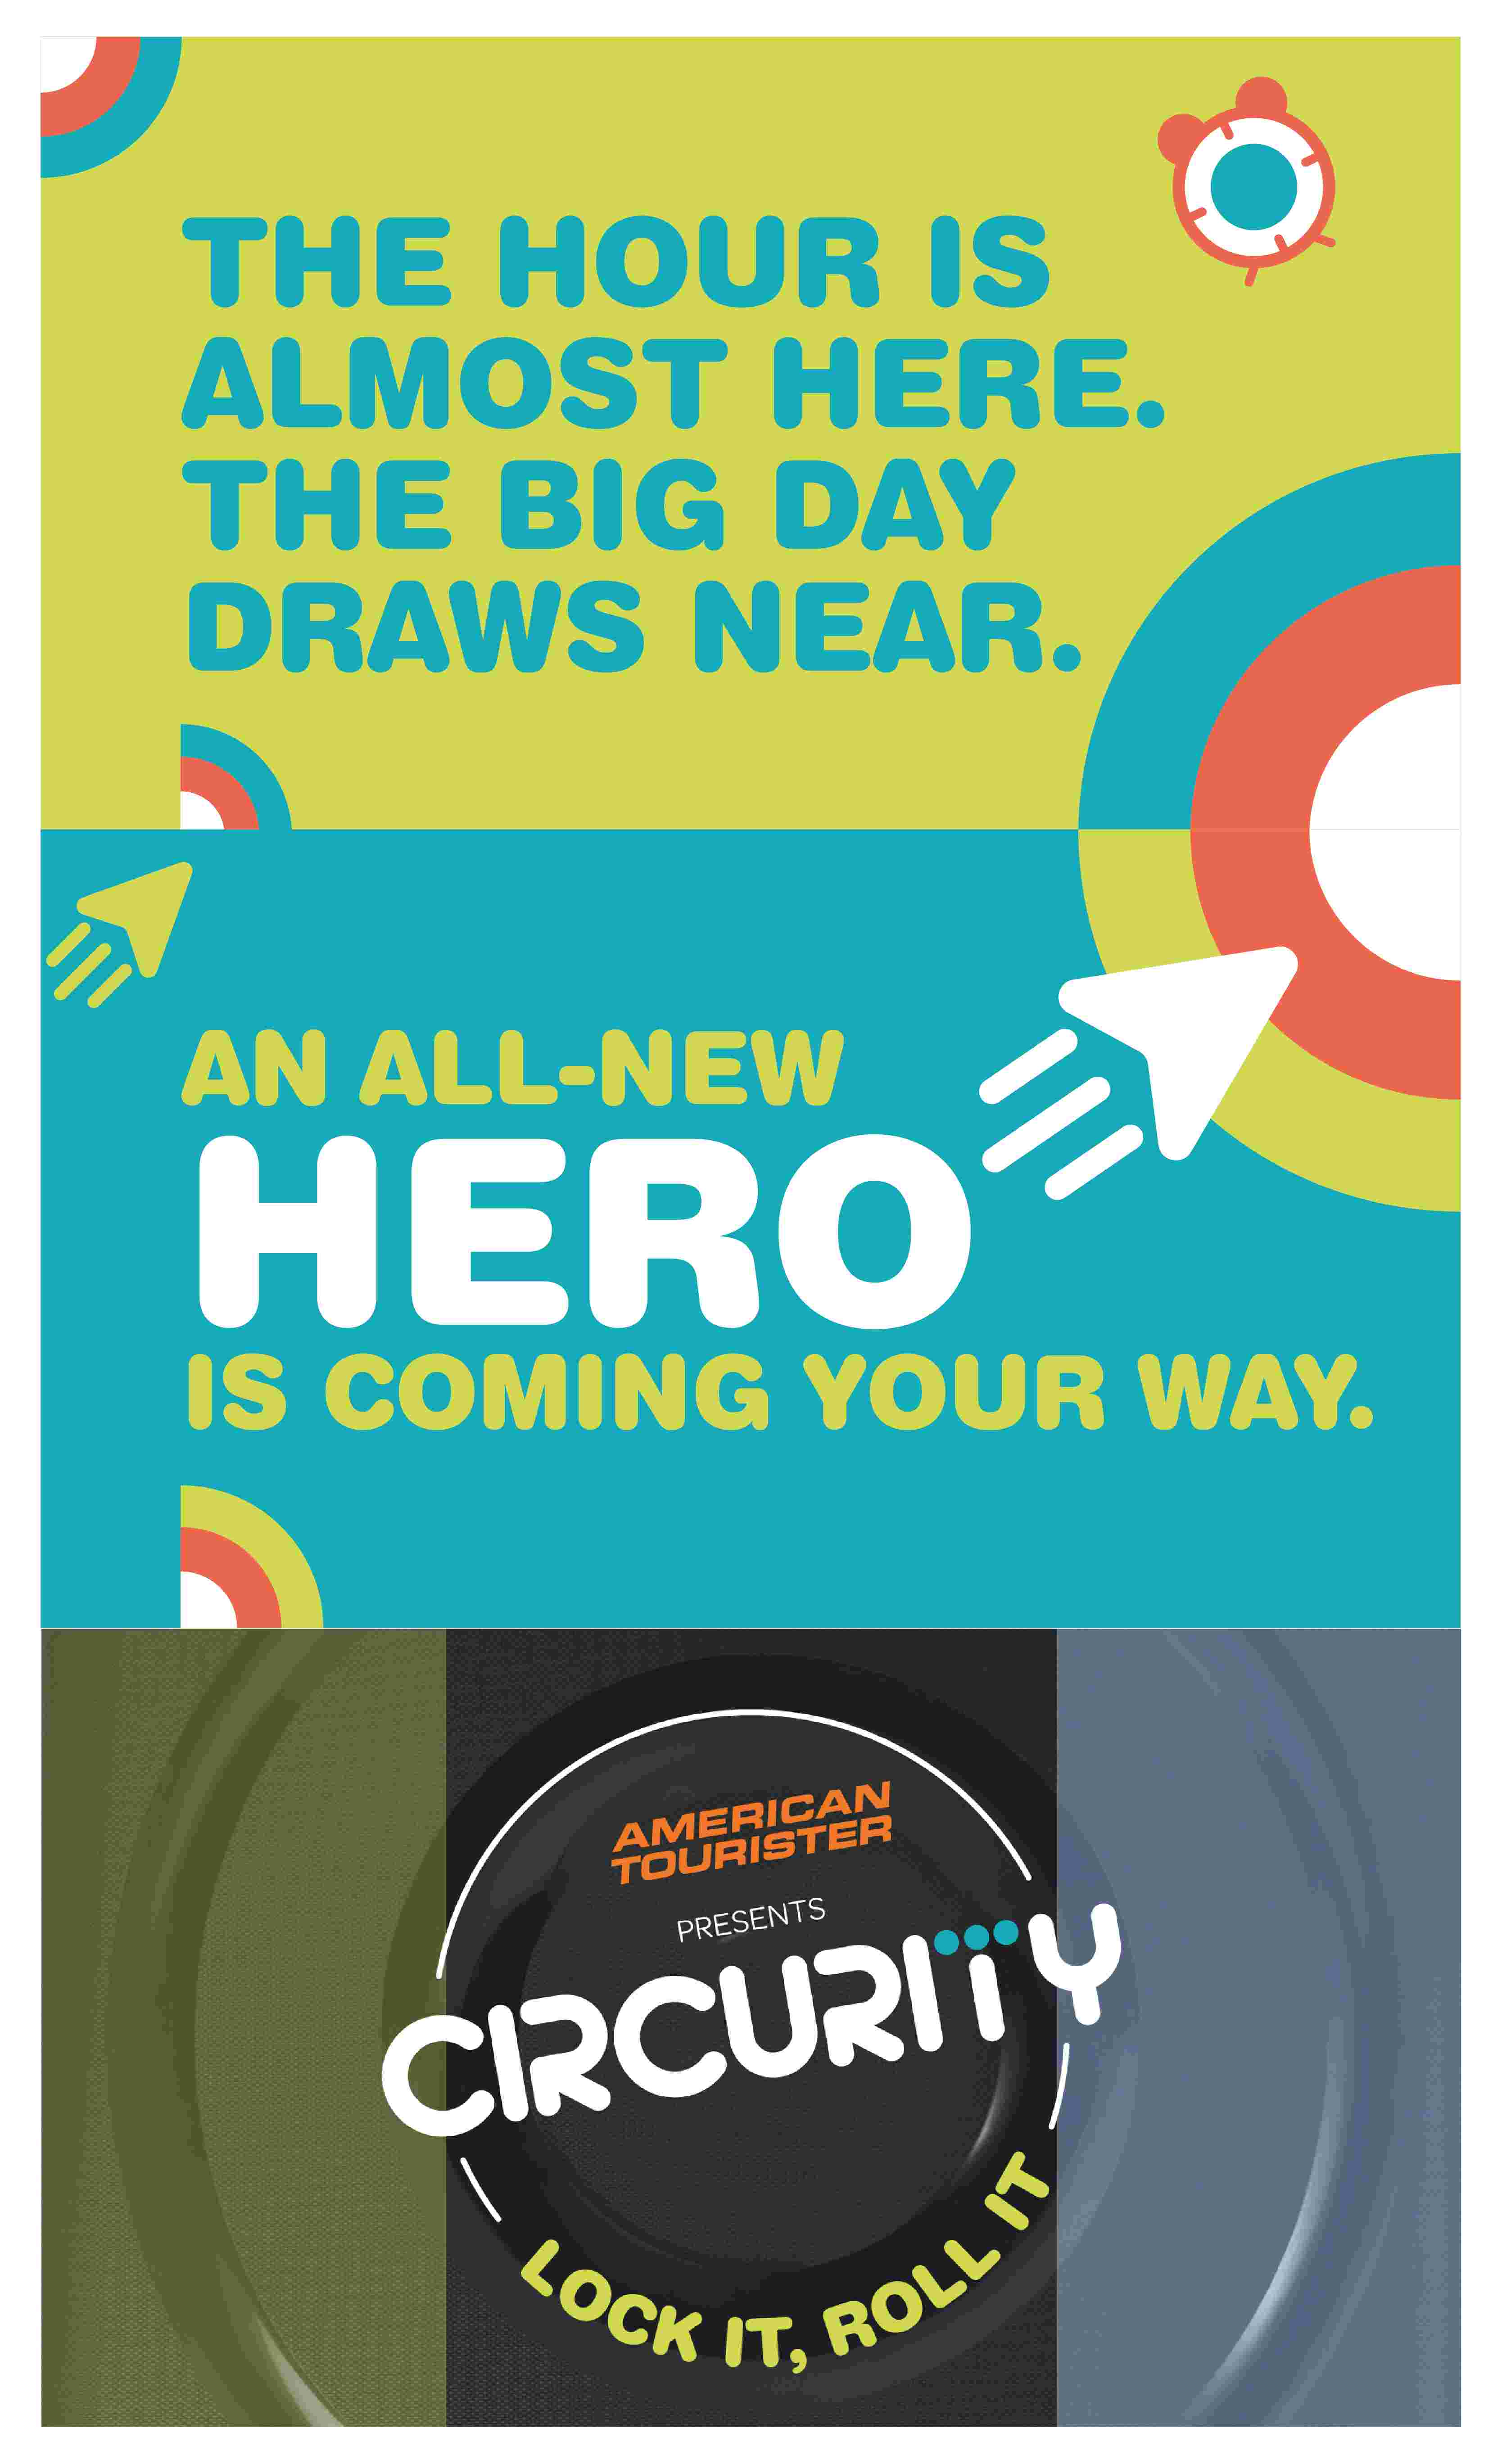 THE HOUR IS
ALMOST HERE.
THE BIG DAY
DRAWS NEAR.
AN ALL-NEW
HERO
IS COMING YOUR WAY.
AMERICAN
TOURISTER
PRESENTS
CIRCURITY
LOCK IT, ROLL IT